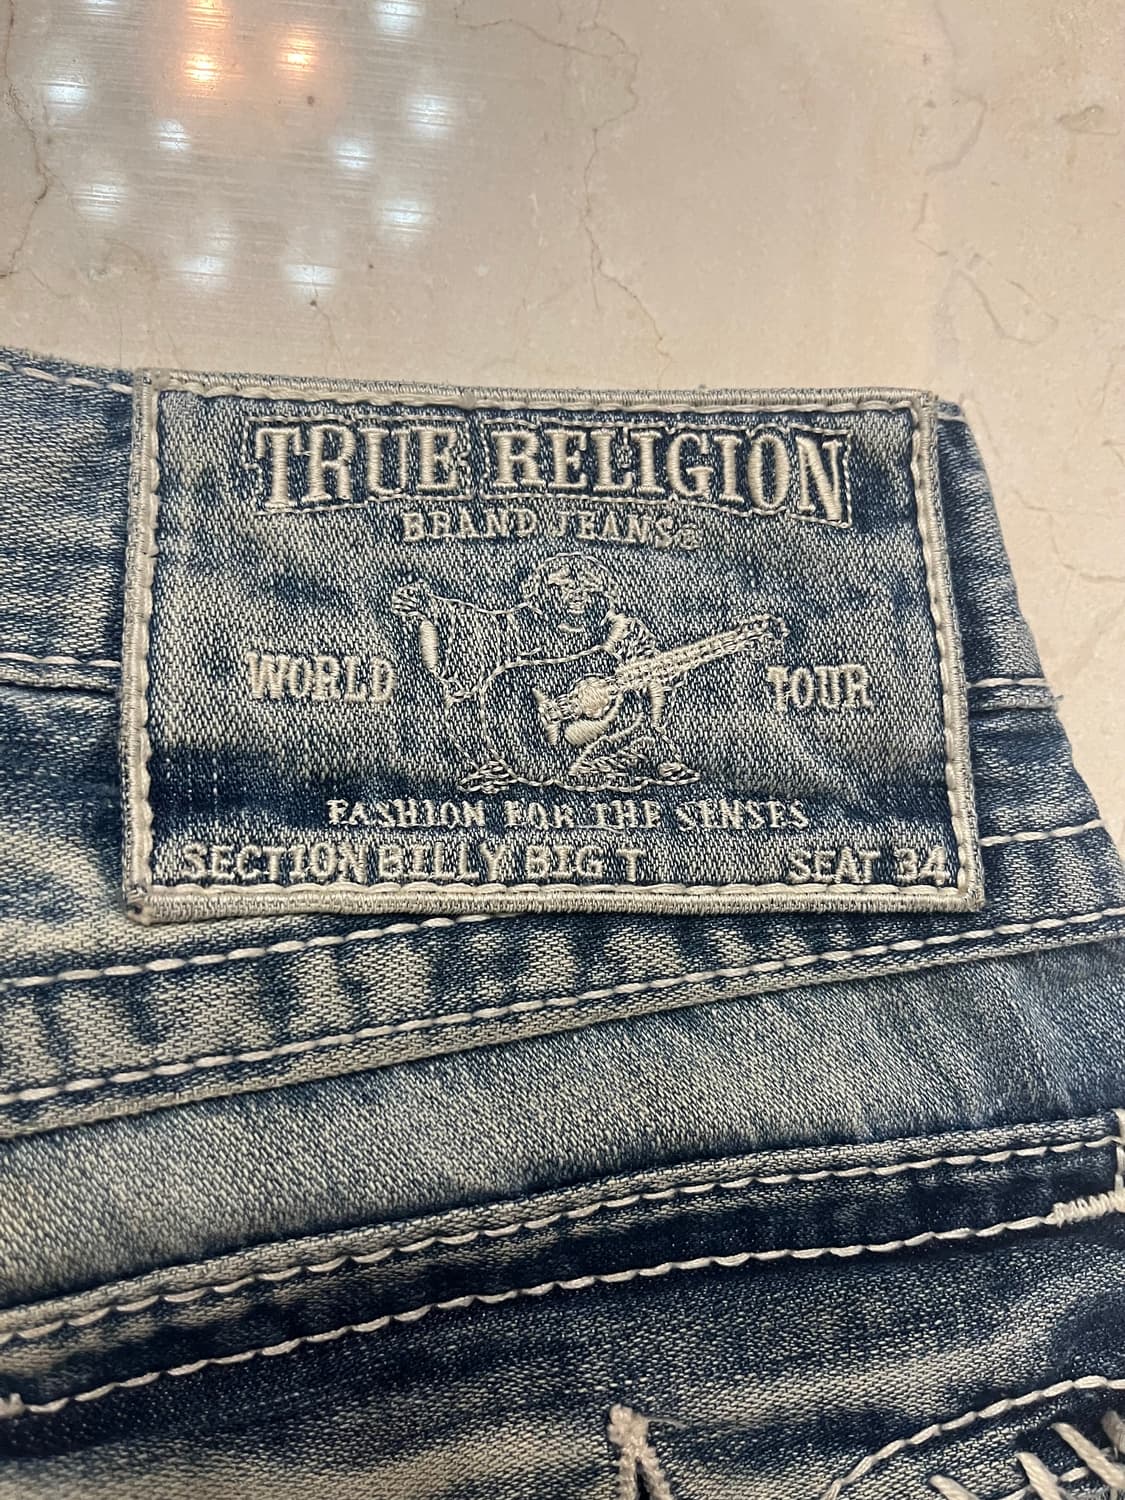 TRUE RELIGION
BRAND JEANS®
WORLD TOUR
FASHION FOR THE SENSES
SECTION BILLY BIG T SEAT 34